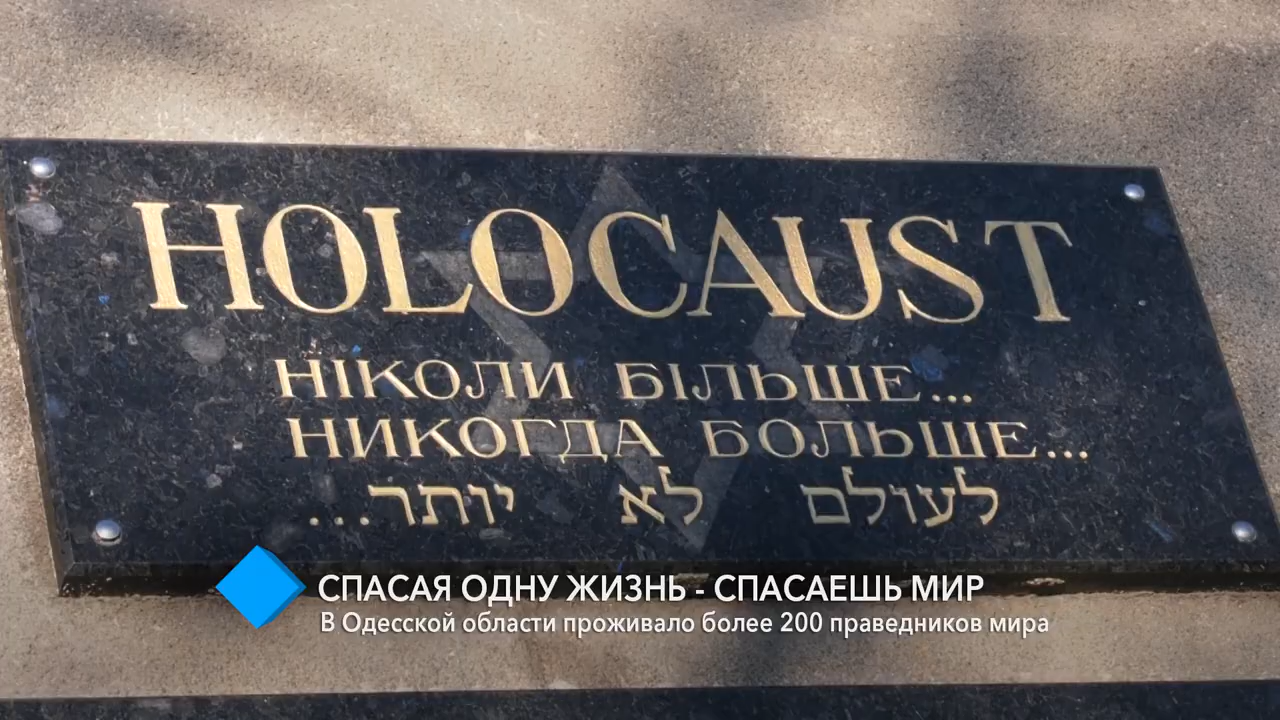 HOLOCAUST
НІКОЛИ БІЛЬШЕ...
НИКОГДА БОЛЬШЕ...
לעולם לא יותר...
СПАСАЯ ОДНУ ЖИЗНЬ - СПАСАЕШЬ МИР
В Одесской области проживало более 200 праведников мира